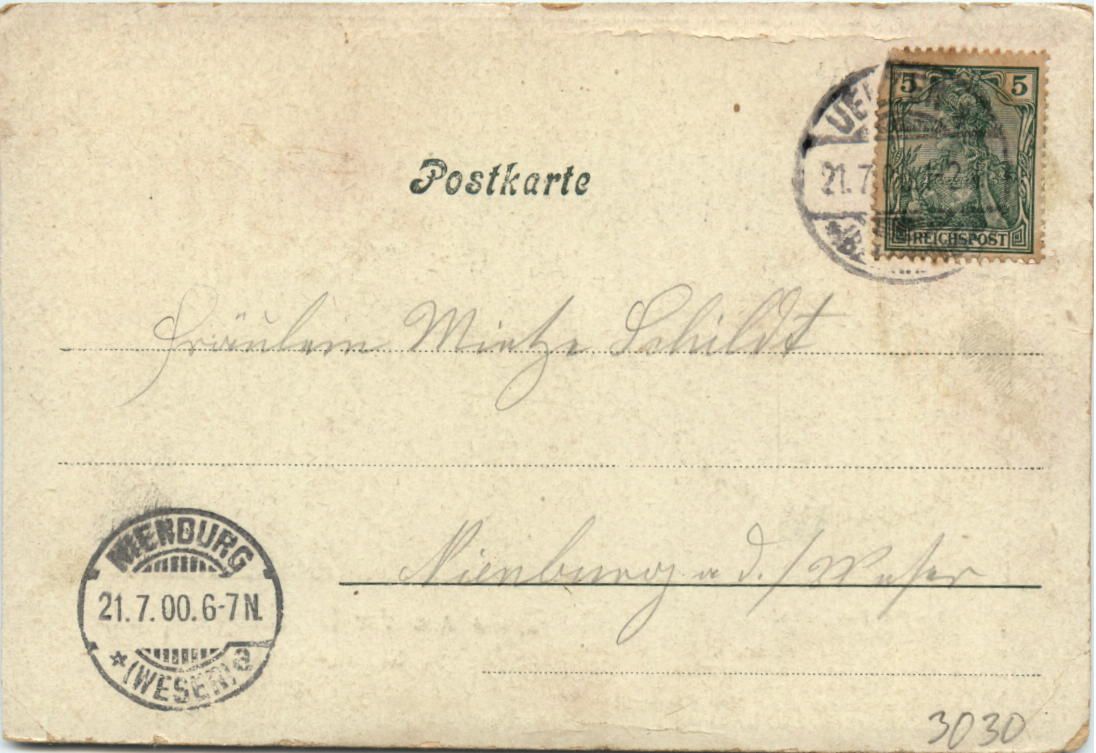 5 5
REICHSPOST
21.7.00.
Postkarte
Fräulein Mietze Schildt
Nienburg a d./Weser
NIENBURG
21.7.00.6-7N.
* (WESER) a
3030